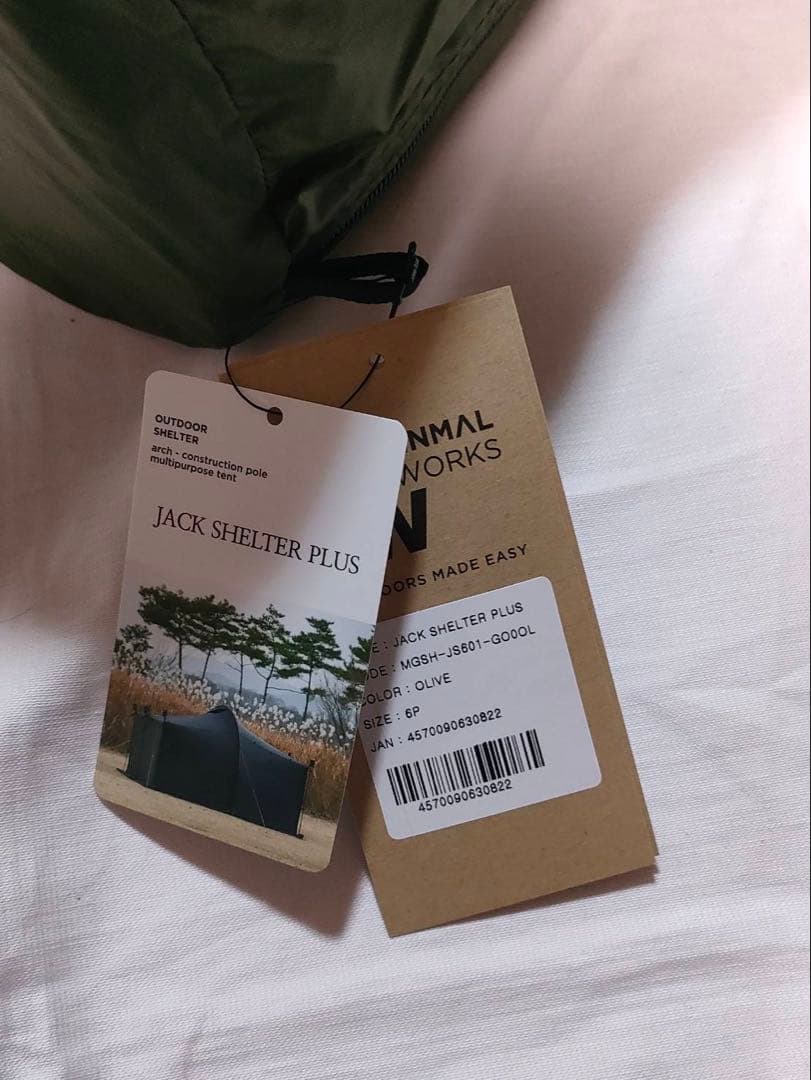 OUTDOOR
SHELTER
arch - construction pole
multipurpose tent
JACK SHELTER PLUS
NMAL
WORKS
N
OORS MADE EASY
E : JACK SHELTER PLUS
ODE : MGSH-JS601-GO0OL
COLOR : OLIVE
SIZE : 6P
JAN : 4570090630822
4570090630822